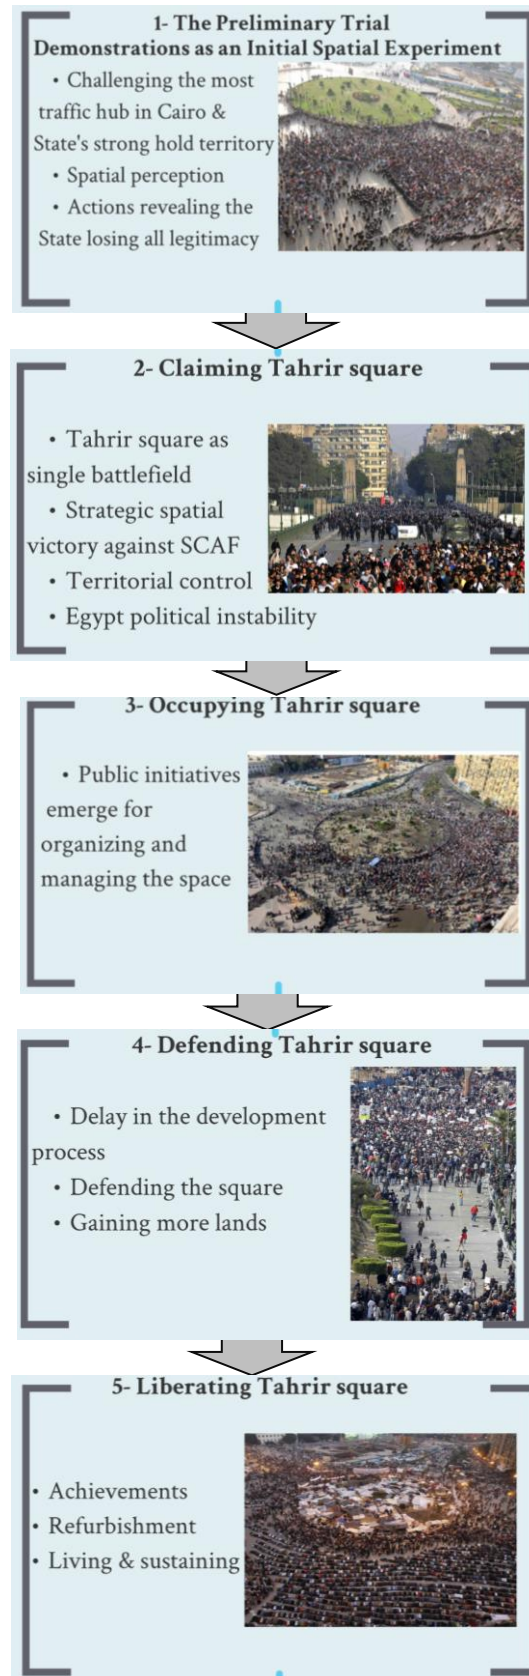 1- The Preliminary Trial
Demonstrations as an Initial Spatial Experiment
• Challenging the most
traffic hub in Cairo &
State's strong hold territory
• Spatial perception
• Actions revealing the
State losing all legitimacy
2- Claiming Tahrir square
• Tahrir square as
single battlefield
• Strategic spatial
victory against SCAF
• Territorial control
• Egypt political instability
3- Occupying Tahrir square
• Public initiatives
emerge for
organizing and
managing the space
4- Defending Tahrir square
• Delay in the development
process
• Defending the square
• Gaining more lands
5- Liberating Tahrir square
• Achievements
• Refurbishment
• Living & sustaining